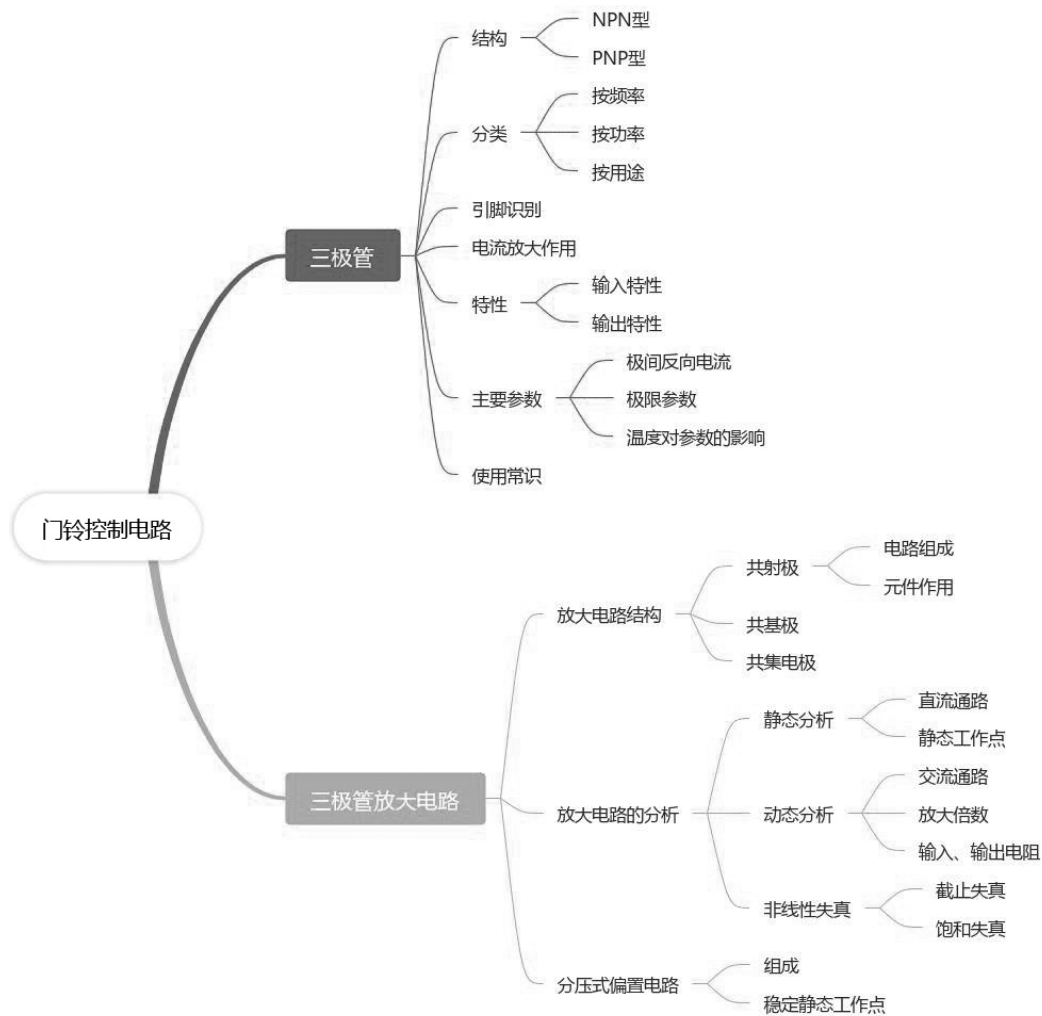 门铃控制电路
三极管
结构
NPN型
PNP型
分类
按频率
按功率
按用途
引脚识别
电流放大作用
特性
输入特性
输出特性
主要参数
极间反向电流
极限参数
温度对参数的影响
使用常识
三极管放大电路
放大电路结构
共射极
电路组成
元件作用
共基极
共集电极
放大电路的分析
静态分析
直流通路
静态工作点
动态分析
交流通路
放大倍数
输入、输出电阻
非线性失真
截止失真
饱和失真
分压式偏置电路
组成
稳定静态工作点